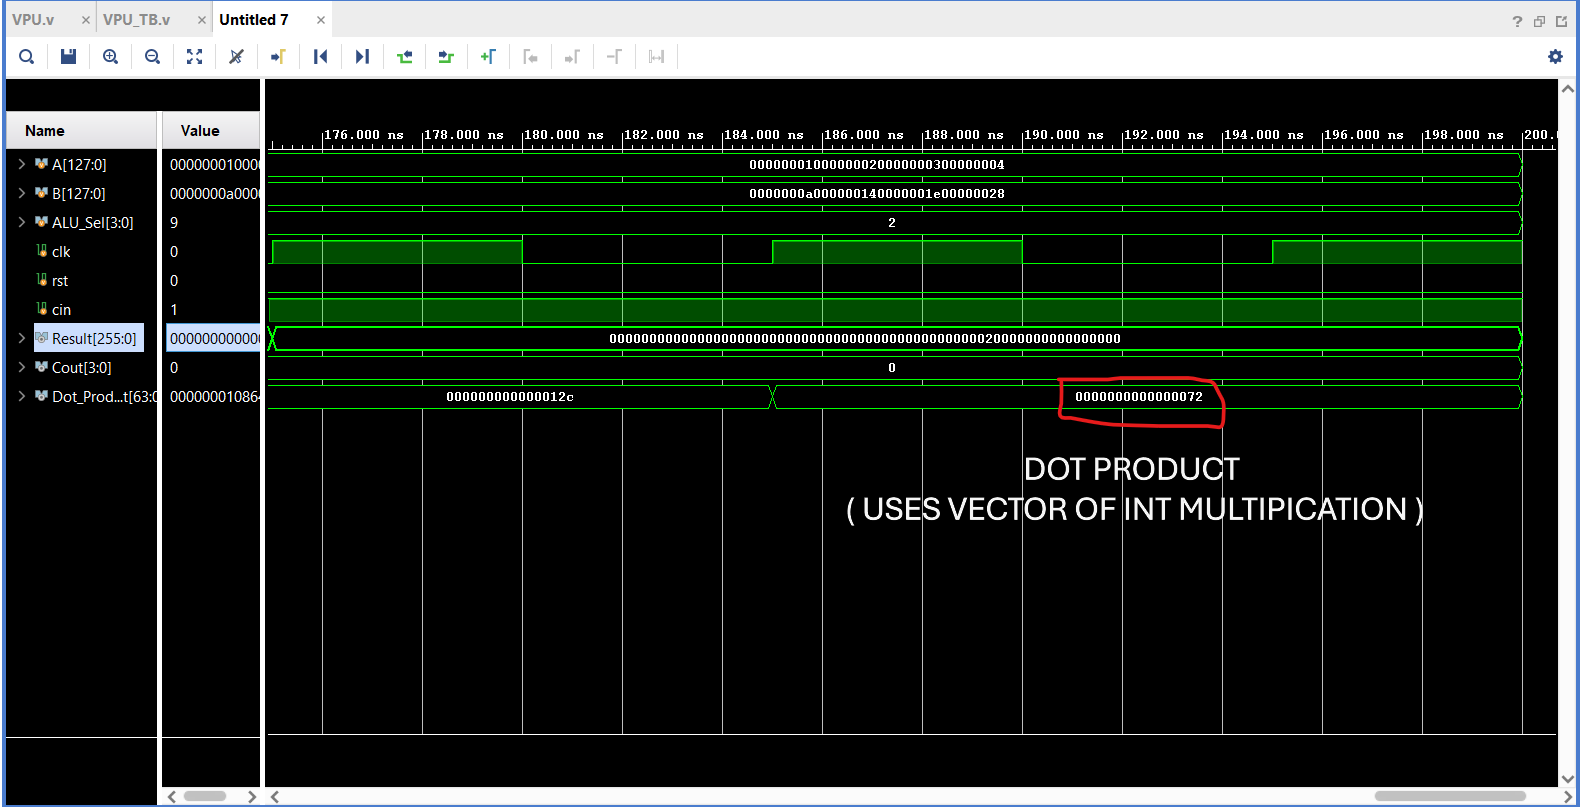 VPU.v × VPU_TB.v × Untitled 7 ×
?
Name Value
176.000 ns 178.000 ns 180.000 ns 182.000 ns 184.000 ns 186.000 ns 188.000 ns 190.000 ns 192.000 ns 194.000 ns 196.000 ns 198.000 ns 200.
A[127:0] 000000010000 00000001000000020000000300000004
B[127:0] 0000000a0000 0000000a000000140000001e00000028
ALU_Sel[3:0] 9 2
clk 0
rst 0
cin 1
Result[255:0] 000000000000
Cout[3:0] 0 0
Dot_Prod...t[63:0 000000010864 000000000000012c 0000000000000072
DOT PRODUCT
( USES VECTOR OF INT MULTIPICATION )